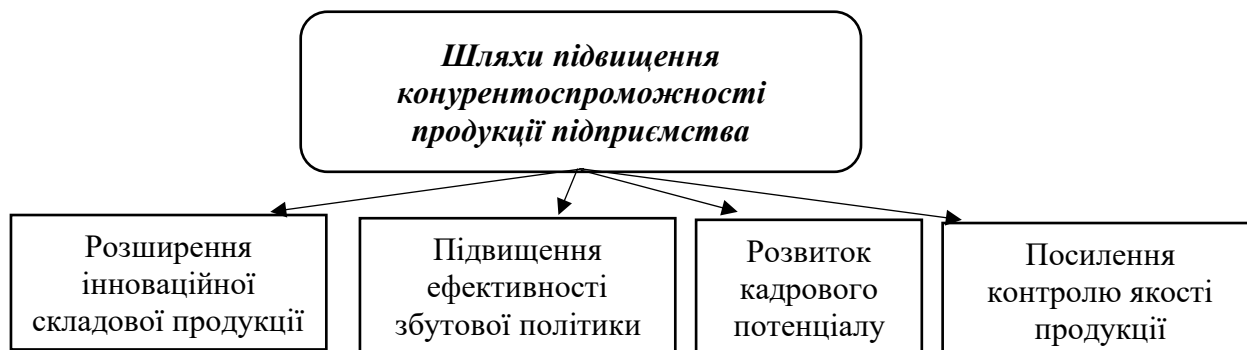 Шляхи підвищення
конурентоспроможності
продукції підприємства
Розширення
інноваційної
складової продукції
Підвищення
ефективності
збутової політики
Розвиток
кадрового
потенціалу
Посилення
контролю якості
продукції